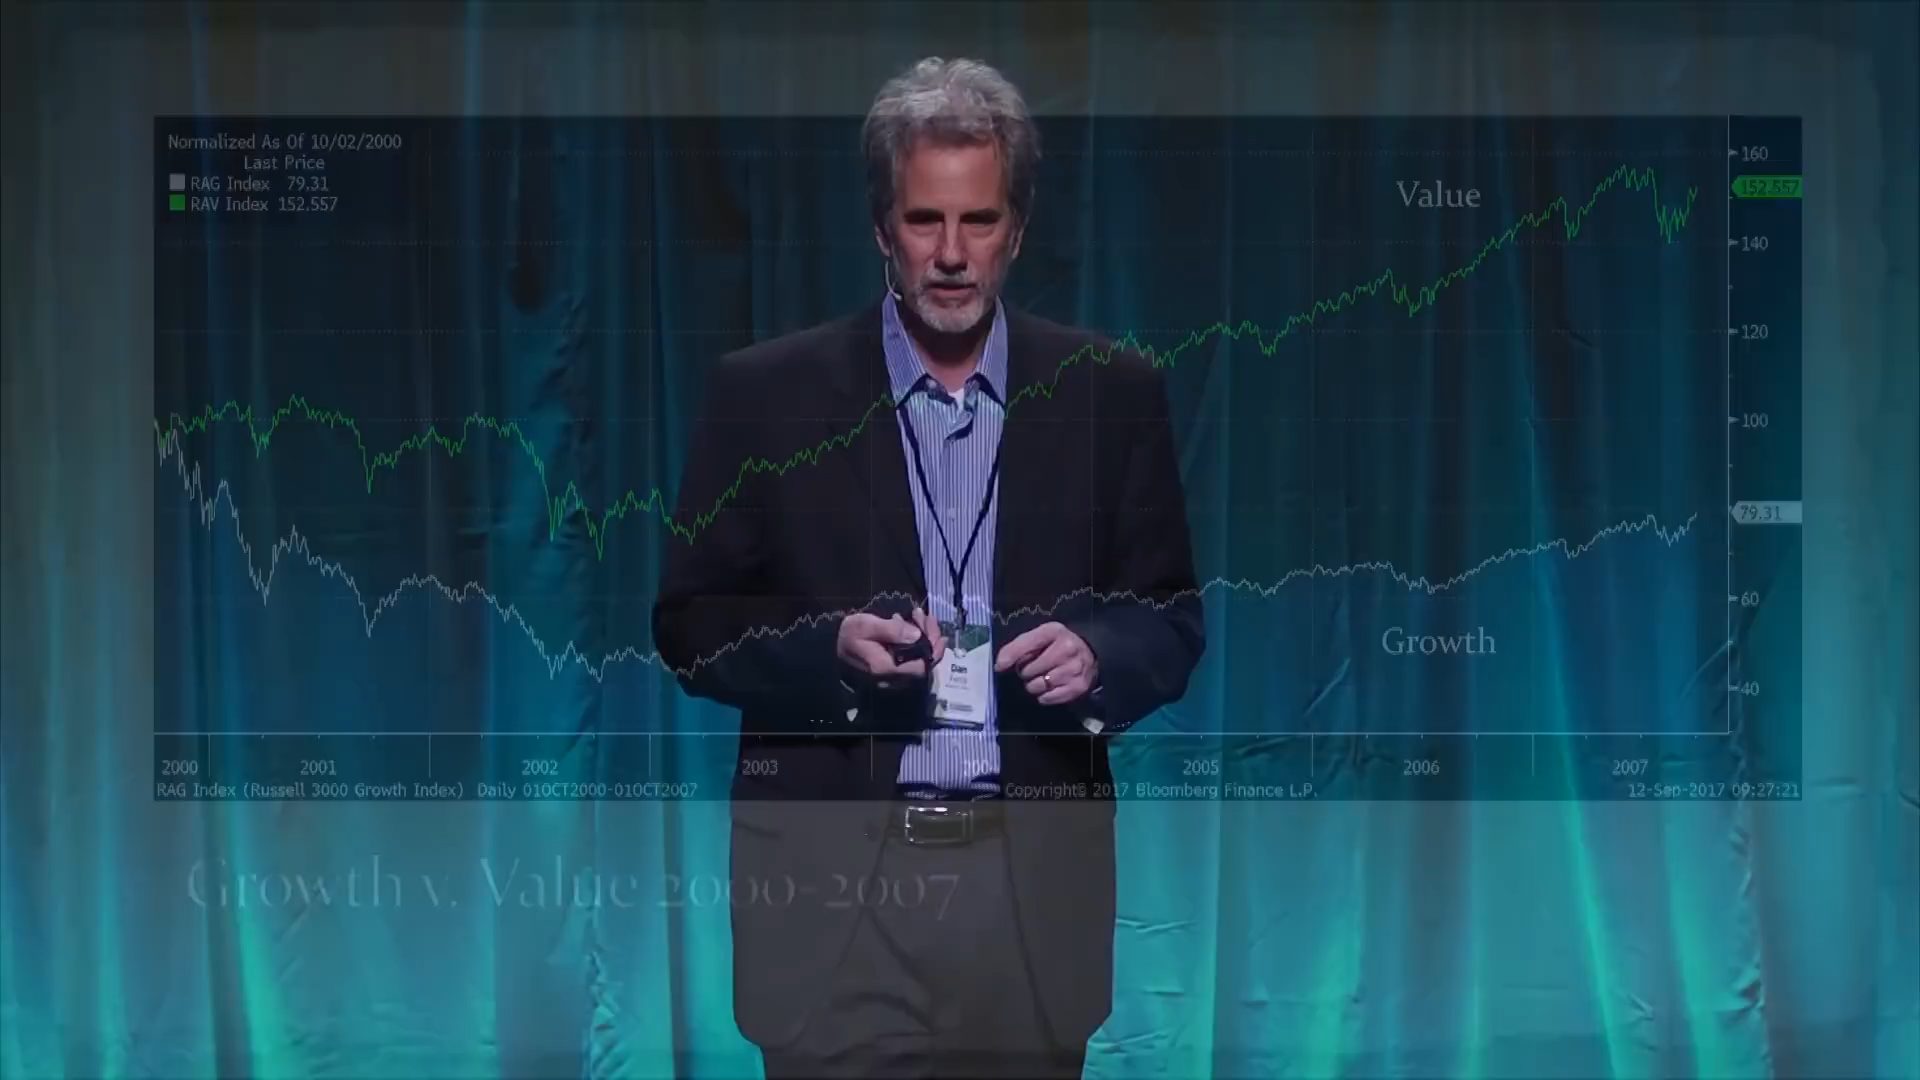 Normalized As Of 10/02/2000
Last Price
RAG Index 79.31
RAV Index 152.557
Value
160
152.557
140
120
100
79.31
60
Growth
40
Dan
2000
2001
2002
2003
2005
2006
2007
RAG Index (Russell 3000 Growth Index) Daily 01OCT2000-01OCT2007
Copyright© 2017 Bloomberg Finance L.P.
12-Sep-2017 09:27:21
Growth v. Value 2000-2007